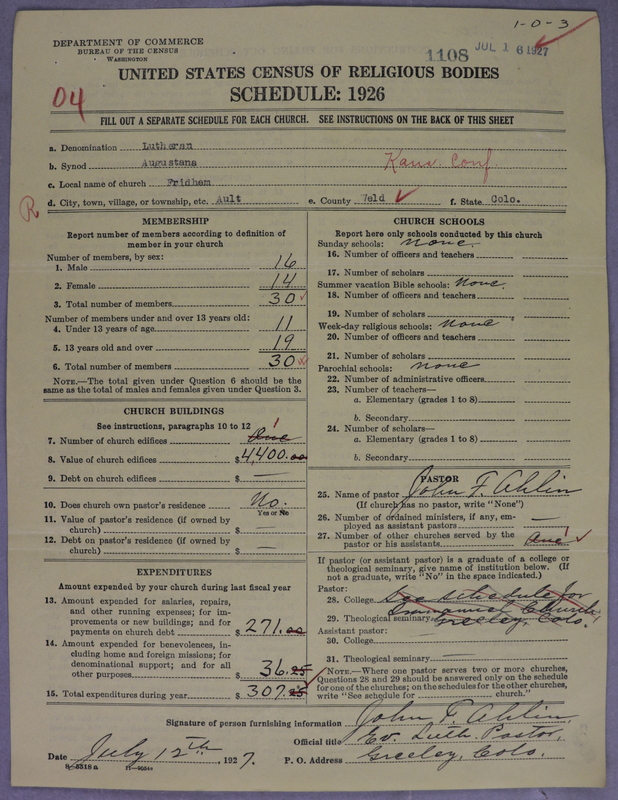 1-0-3
DEPARTMENT OF COMMERCE
BUREAU OF THE CENSUS
WASHINGTON
1108 JUL 16 1927
UNITED STATES CENSUS OF RELIGIOUS BODIES
SCHEDULE: 1926
04
FILL OUT A SEPARATE SCHEDULE FOR EACH CHURCH. SEE INSTRUCTIONS ON THE BACK OF THIS SHEET
a. Denomination Lutheran
b. Synod Augustana Kans. Conf
c. Local name of church Fridhem
R
d. City, town, village, or township, etc. Ault e. County Weld f. State Colo.
MEMBERSHIP
Report number of members according to definition of
member in your church
Number of members, by sex:
1. Male 16
2. Female 14
3. Total number of members 30
Number of members under and over 13 years old:
4. Under 13 years of age 11
5. 13 years old and over 19
6. Total number of members 30
NOTE.—The total given under Question 6 should be the
same as the total of males and females given under Question 3.
CHURCH BUILDINGS
See instructions, paragraphs 10 to 12
7. Number of church edifices One 1
8. Value of church edifices $4,400.00
9. Debt on church edifices $ —
10. Does church own pastor's residence No.
Yes or No
11. Value of pastor's residence (if owned by
church) $ —
12. Debt on pastor's residence (if owned by
church) $ —
EXPENDITURES
Amount expended by your church during last fiscal year
13. Amount expended for salaries, repairs,
and other running expenses; for im-
provements or new buildings; and for
payments on church debt $271.00
14. Amount expended for benevolences, in-
cluding home and foreign missions; for
denominational support; and for all
other purposes 36.25
15. Total expenditures during year $307.25
CHURCH SCHOOLS
Report here only schools conducted by this church
Sunday schools: none.
16. Number of officers and teachers
17. Number of scholars
Summer vacation Bible schools: none.
18. Number of officers and teachers
19. Number of scholars
Week-day religious schools: none
20. Number of officers and teachers
21. Number of scholars
Parochial schools: none
22. Number of administrative officers
23. Number of teachers—
a. Elementary (grades 1 to 8)
b. Secondary
24. Number of scholars—
a. Elementary (grades 1 to 8)
b. Secondary
PASTOR
25. Name of pastor John F. Ahlin
(If church has no pastor, write "None")
26. Number of ordained ministers, if any, em-
ployed as assistant pastors —
27. Number of other churches served by the
pastor or his assistants One 1
If pastor (or assistant pastor) is a graduate of a college or
theological seminary, give name of institution below. (If
not a graduate, write "No" in the space indicated.)
Pastor:
28. College See Schedule for
Immanuel Church,
29. Theological seminary Greeley, Colo.
Assistant pastor:
30. College
31. Theological seminary
NOTE.—Where one pastor serves two or more churches,
Questions 28 and 29 should be answered only on the schedule
for one of the churches; on the schedules for the other churches,
write "See schedule for church."
Signature of person furnishing information John F. Ahlin,
Official title Ev. Luth. Pastor,
Date July 12th, 1927. P. O. Address Greeley, Colo.
8-5518a